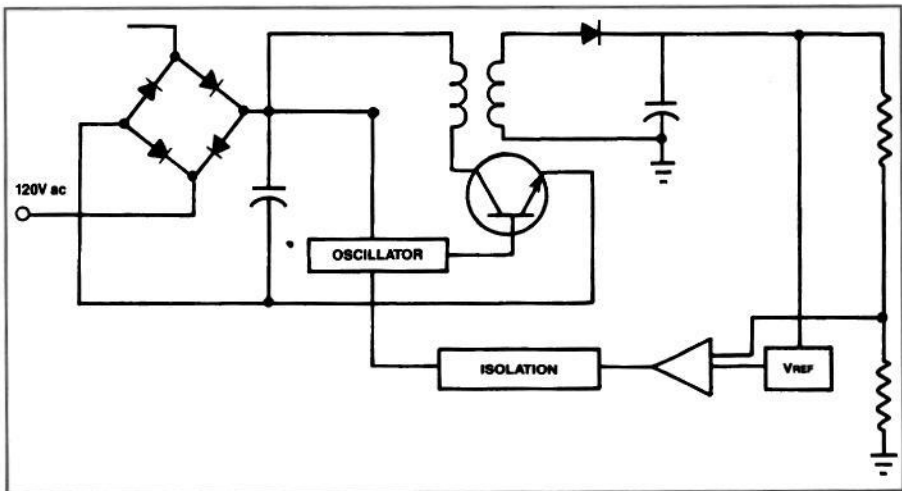 120V ac
OSCILLATOR
ISOLATION
VREF